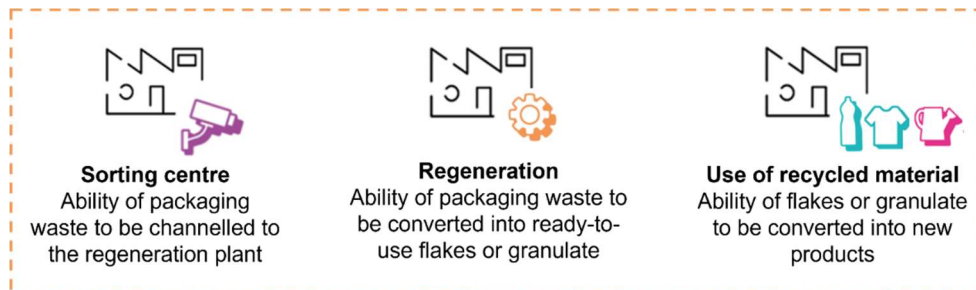 Sorting centre
Ability of packaging
waste to be channelled to
the regeneration plant
Regeneration
Ability of packaging waste to
be converted into ready-to-
use flakes or granulate
Use of recycled material
Ability of flakes or granulate
to be converted into new
products